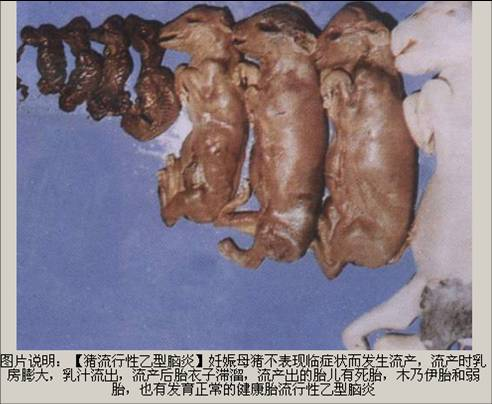 图片说明：【猪流行性乙型脑炎】妊娠母猪不表现临症状而发生流产，流产时乳
房膨大，乳汁流出，流产后胎衣子滞溜，流产出的胎儿有死胎，木乃伊胎和弱
胎，也有发育正常的健康胎流行性乙型脑炎